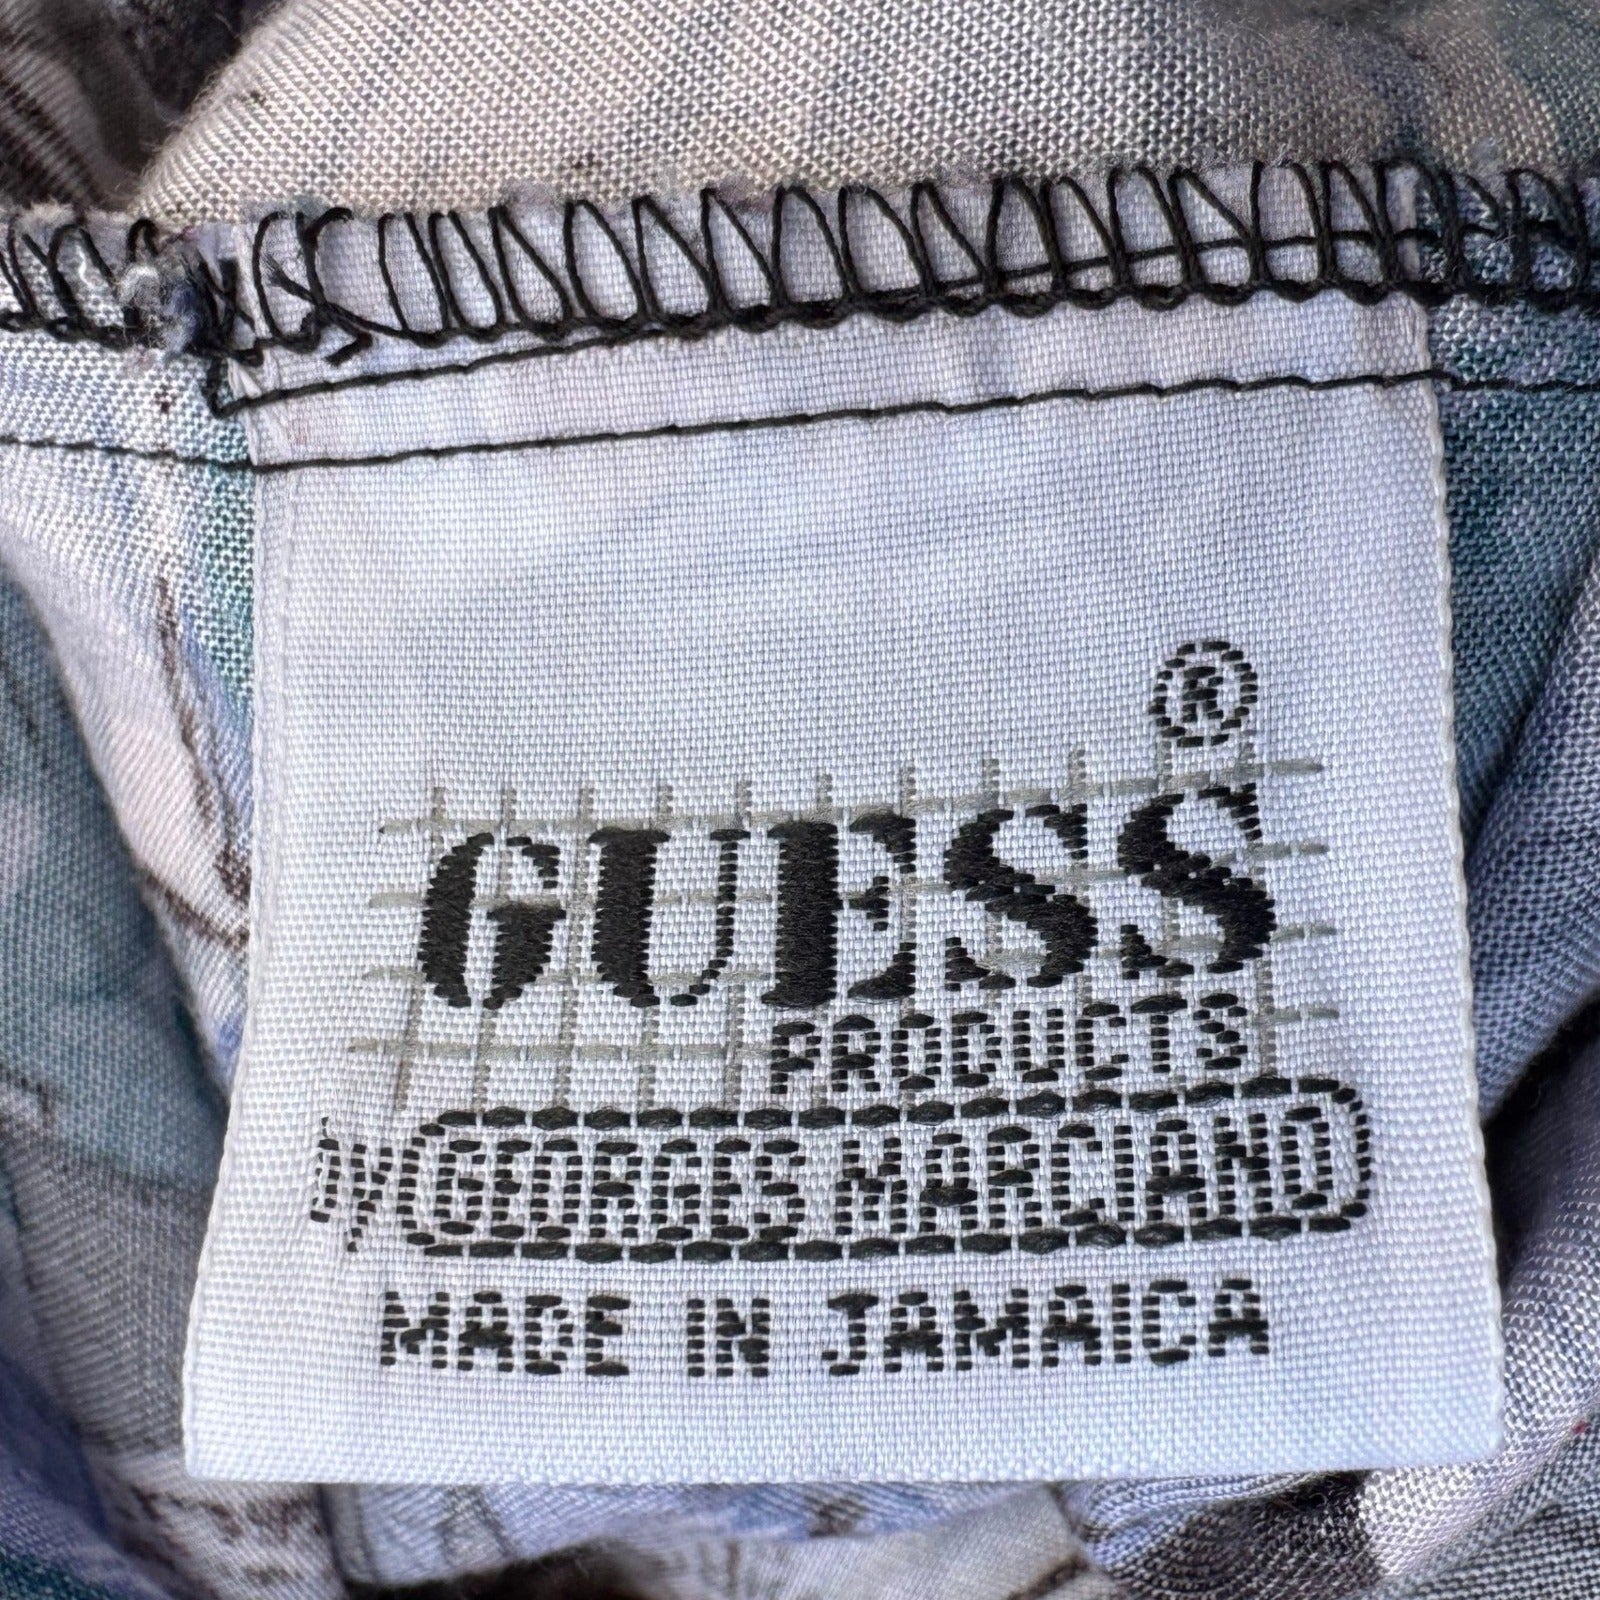 ®
GUESS
PRODUCTS
by GEORGES MARCIANO
MADE IN JAMAICA